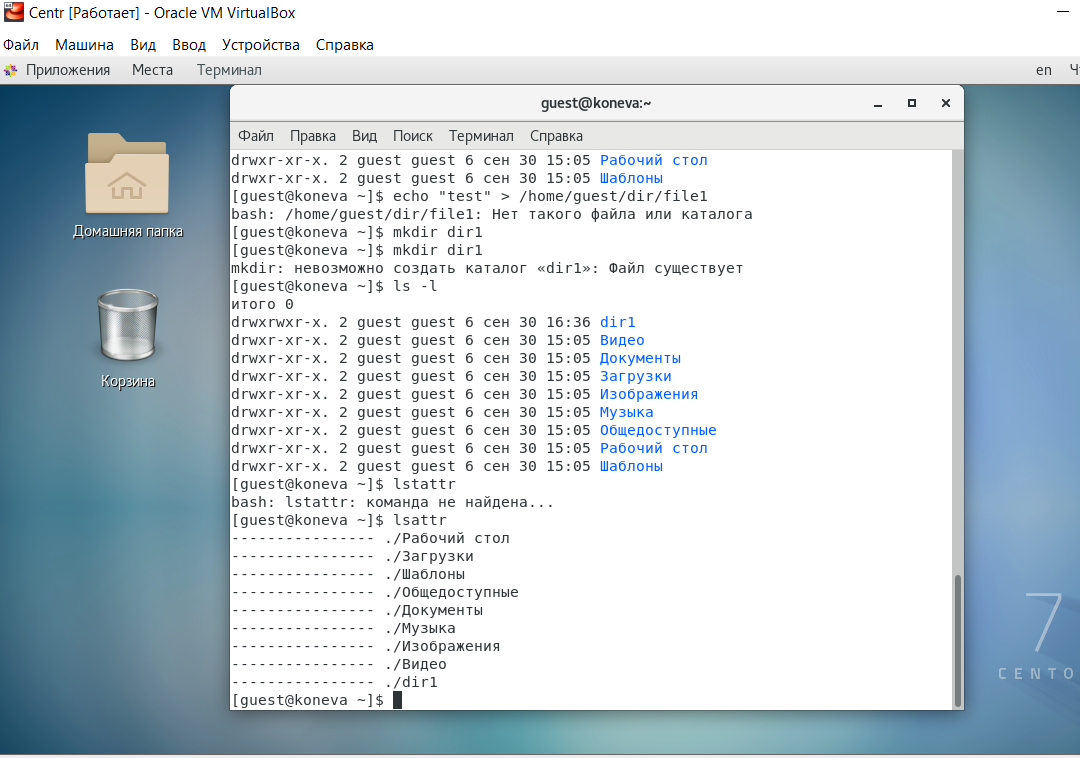 Centr [Работает] - Oracle VM VirtualBox
Файл Машина Вид Ввод Устройства Справка
Приложения Места Терминал en
guest@koneva:~
Файл Правка Вид Поиск Терминал Справка
drwxr-xr-x. 2 guest guest 6 сен 30 15:05 Рабочий стол
drwxr-xr-x. 2 guest guest 6 сен 30 15:05 Шаблоны
[guest@koneva ~]$ echo "test" > /home/guest/dir/file1
bash: /home/guest/dir/file1: Нет такого файла или каталога
[guest@koneva ~]$ mkdir dir1
[guest@koneva ~]$ mkdir dir1
mkdir: невозможно создать каталог «dir1»: Файл существует
[guest@koneva ~]$ ls -l
итого 0
drwxrwxr-x. 2 guest guest 6 сен 30 16:36 dir1
drwxr-xr-x. 2 guest guest 6 сен 30 15:05 Видео
drwxr-xr-x. 2 guest guest 6 сен 30 15:05 Документы
drwxr-xr-x. 2 guest guest 6 сен 30 15:05 Загрузки
drwxr-xr-x. 2 guest guest 6 сен 30 15:05 Изображения
drwxr-xr-x. 2 guest guest 6 сен 30 15:05 Музыка
drwxr-xr-x. 2 guest guest 6 сен 30 15:05 Общедоступные
drwxr-xr-x. 2 guest guest 6 сен 30 15:05 Рабочий стол
drwxr-xr-x. 2 guest guest 6 сен 30 15:05 Шаблоны
[guest@koneva ~]$ lstattr
bash: lstattr: команда не найдена...
[guest@koneva ~]$ lsattr
---------------- ./Рабочий стол
---------------- ./Загрузки
---------------- ./Шаблоны
---------------- ./Общедоступные
---------------- ./Документы
---------------- ./Музыка
---------------- ./Изображения
---------------- ./Видео
---------------- ./dir1
[guest@koneva ~]$
Домашняя папка
Корзина
7
CENTO